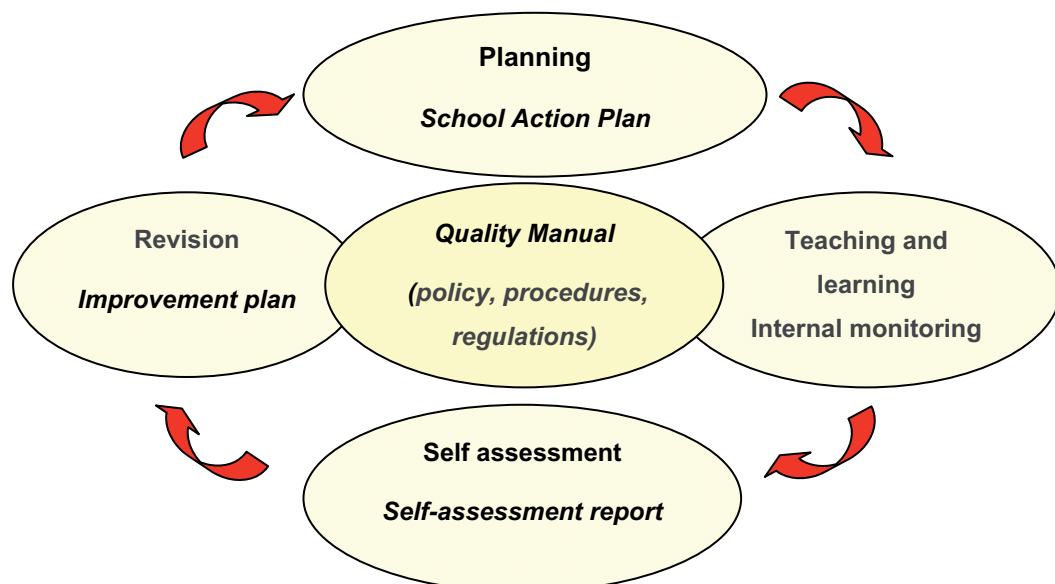 Planning
School Action Plan
Revision
Improvement plan
Quality Manual
(policy, procedures,
regulations)
Teaching and
learning
Internal monitoring
Self assessment
Self-assessment report